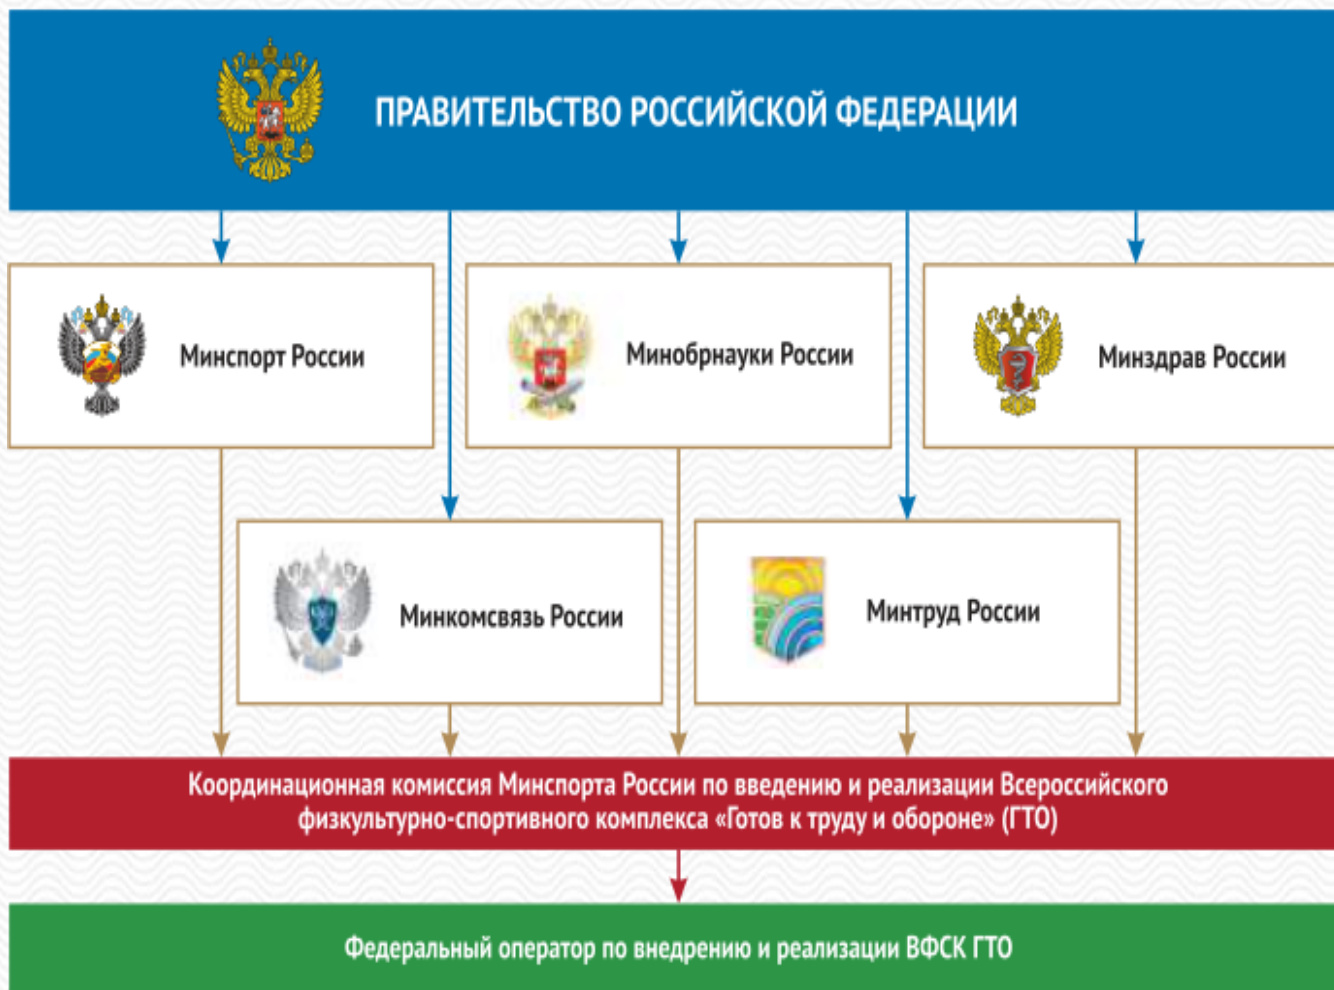 ПРАВИТЕЛЬСТВО РОССИЙСКОЙ ФЕДЕРАЦИИ
Минспорт России
Минобрнауки России
Минздрав России
Минкомсвязь России
Минтруд России
Координационная комиссия Минспорта России по введению и реализации Всероссийского
физкультурно-спортивного комплекса «Готов к труду и обороне» (ГТО)
Федеральный оператор по внедрению и реализации ВФСК ГТО